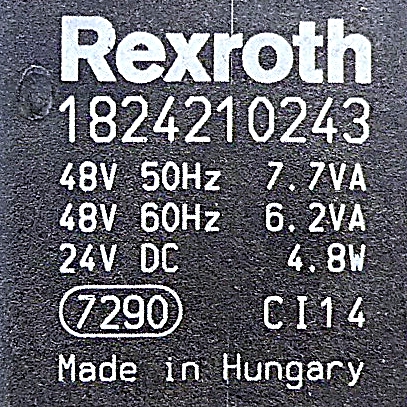 Rexroth
1824210243
48V 50Hz 7.7VA
48V 60Hz 6.2VA
24V DC 4.8W
7290 CI14
Made in Hungary